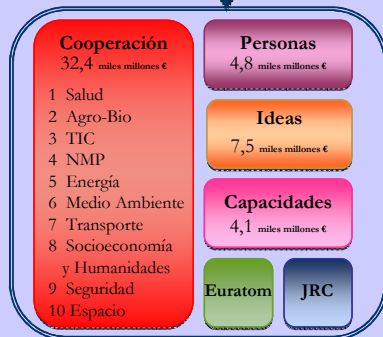 Cooperación
32,4 miles millones €
1 Salud
2 Agro-Bio
3 TIC
4 NMP
5 Energía
6 Medio Ambiente
7 Transporte
8 Socioeconomía
y Humanidades
9 Seguridad
10 Espacio
Personas
4,8 miles millones €
Ideas
7,5 miles millones €
Capacidades
4,1 miles millones €
Euratom
JRC